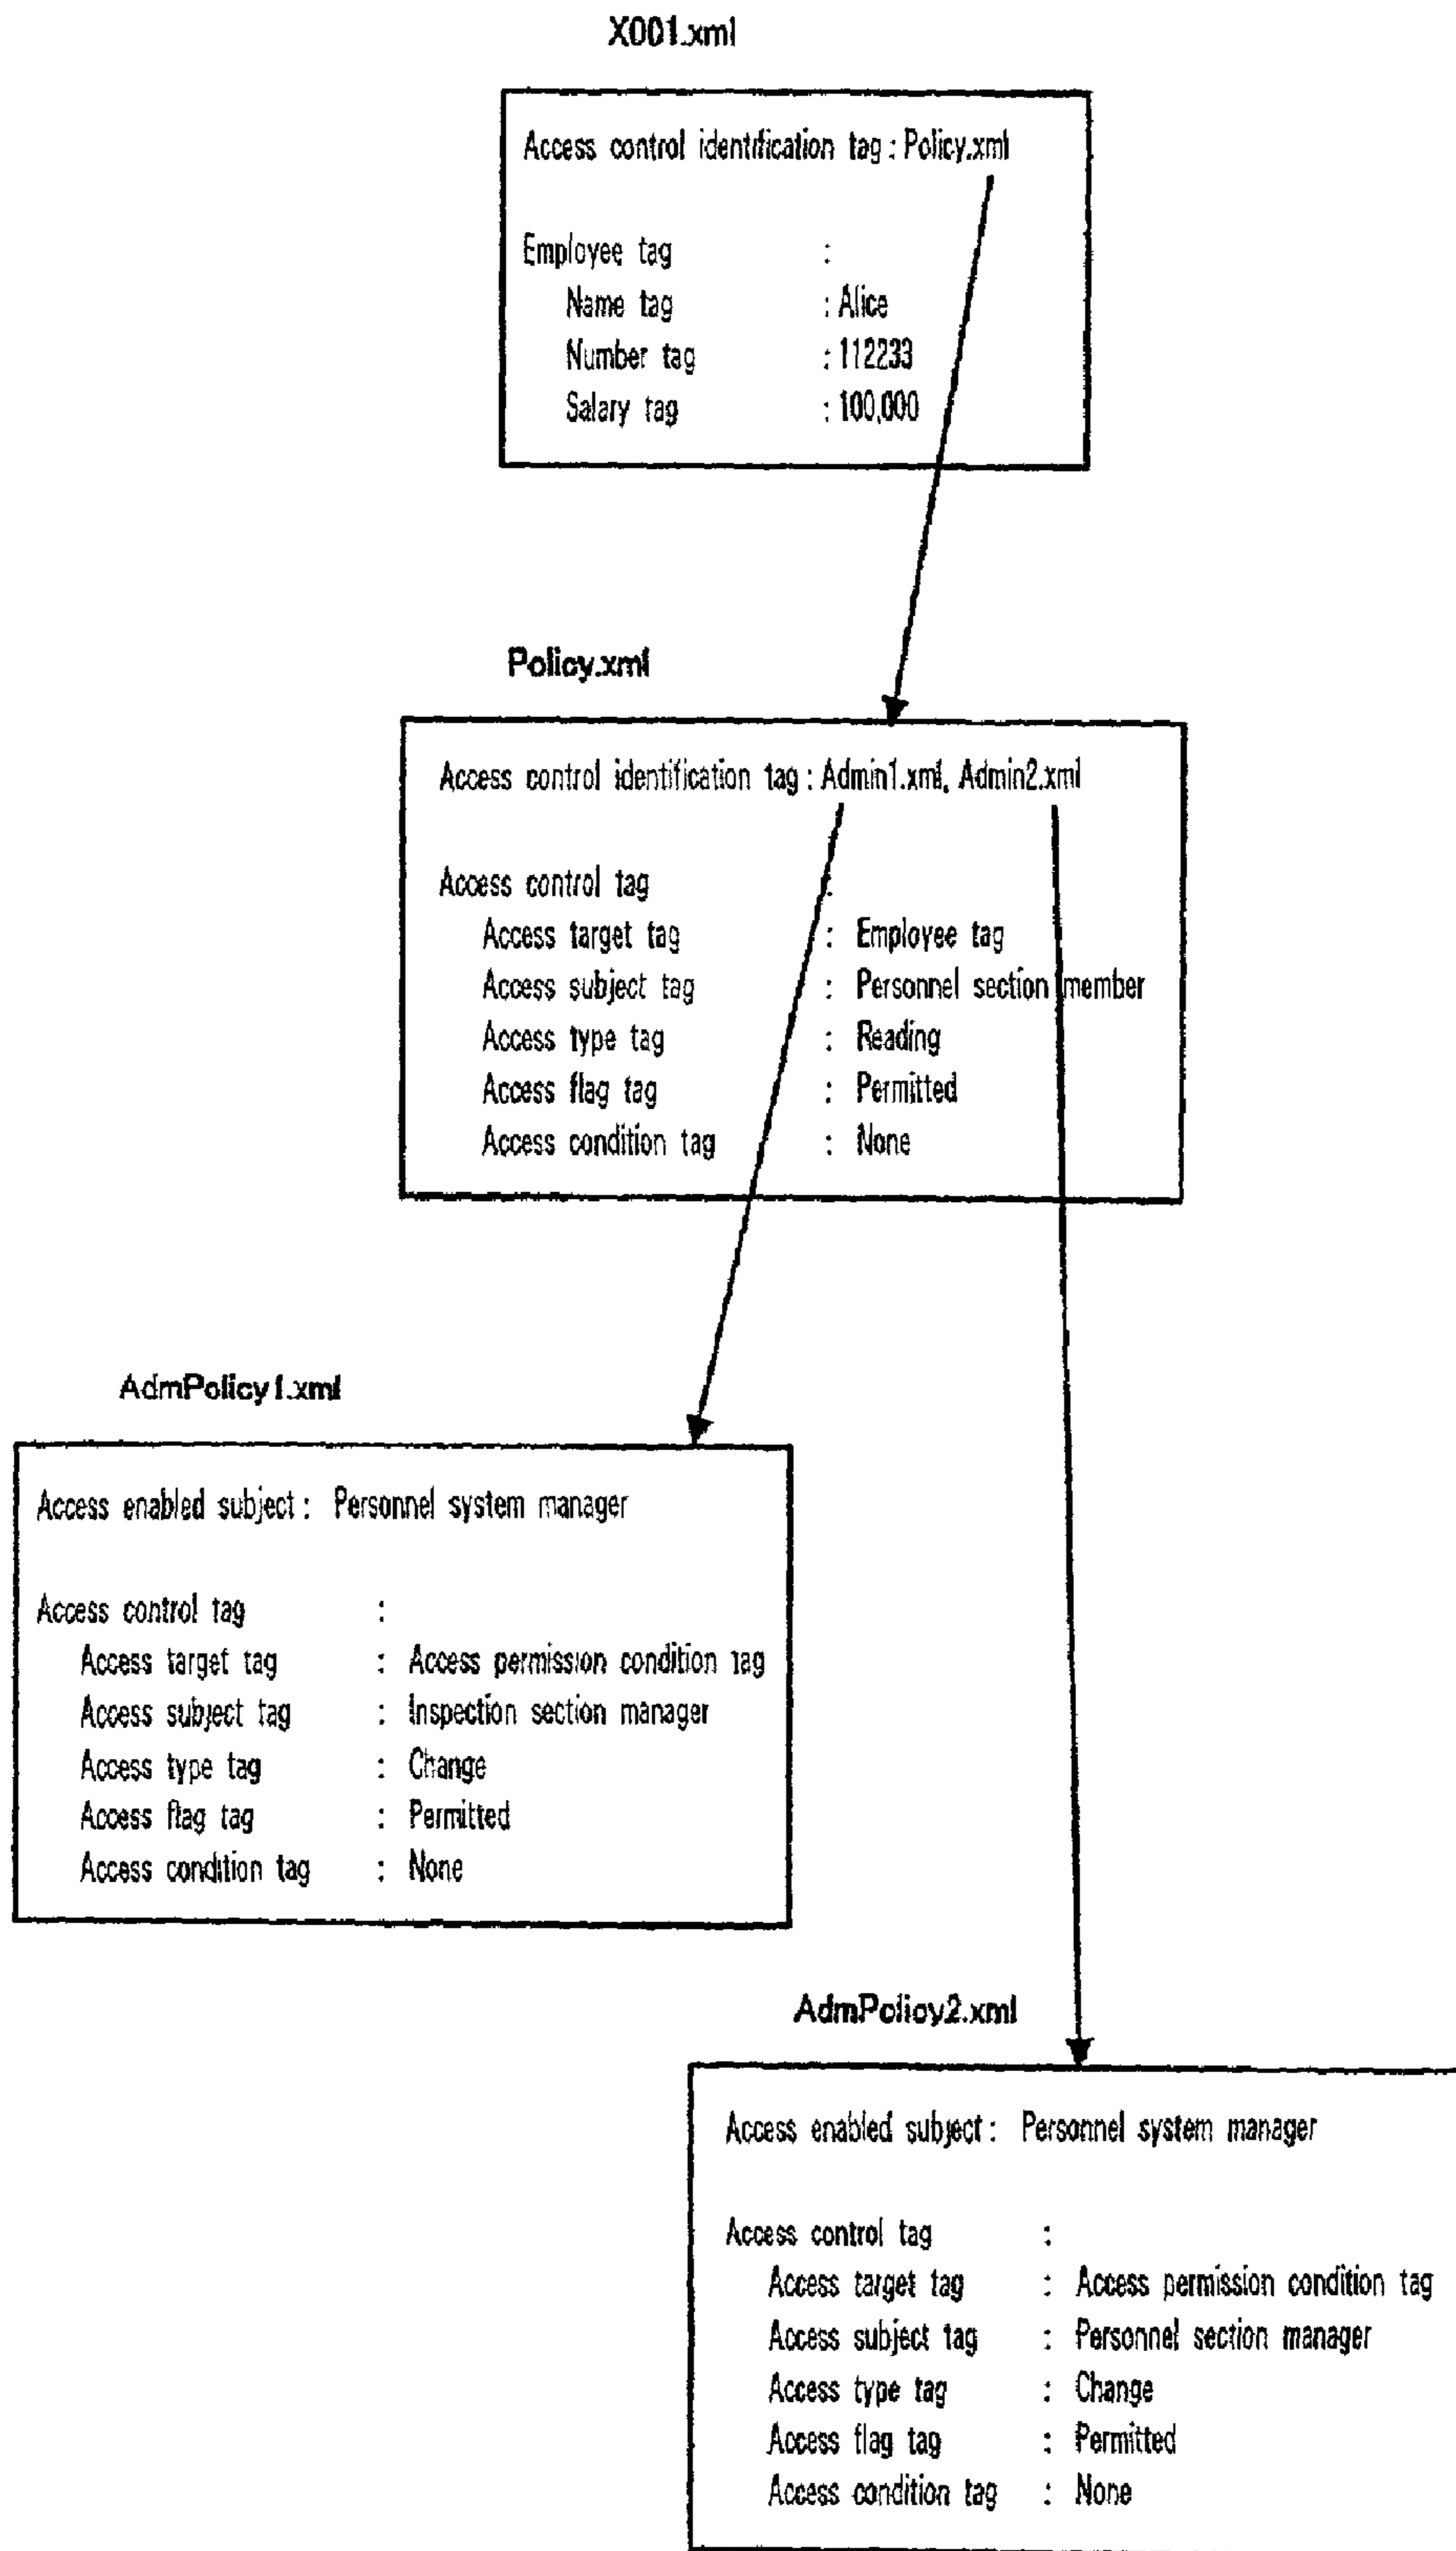 X001.xml
Access control identification tag : Policy.xml
Employee tag :
Name tag : Alice
Number tag : 112233
Salary tag : 100,000
Policy.xml
Access control identification tag : Admin1.xml, Admin2.xml
Access control tag :
Access target tag : Employee tag
Access subject tag : Personnel section member
Access type tag : Reading
Access flag tag : Permitted
Access condition tag : None
AdmPolicy1.xml
Access enabled subject : Personnel system manager
Access control tag :
Access target tag : Access permission condition tag
Access subject tag : Inspection section manager
Access type tag : Change
Access flag tag : Permitted
Access condition tag : None
AdmPolicy2.xml
Access enabled subject : Personnel system manager
Access control tag :
Access target tag : Access permission condition tag
Access subject tag : Personnel section manager
Access type tag : Change
Access flag tag : Permitted
Access condition tag : None